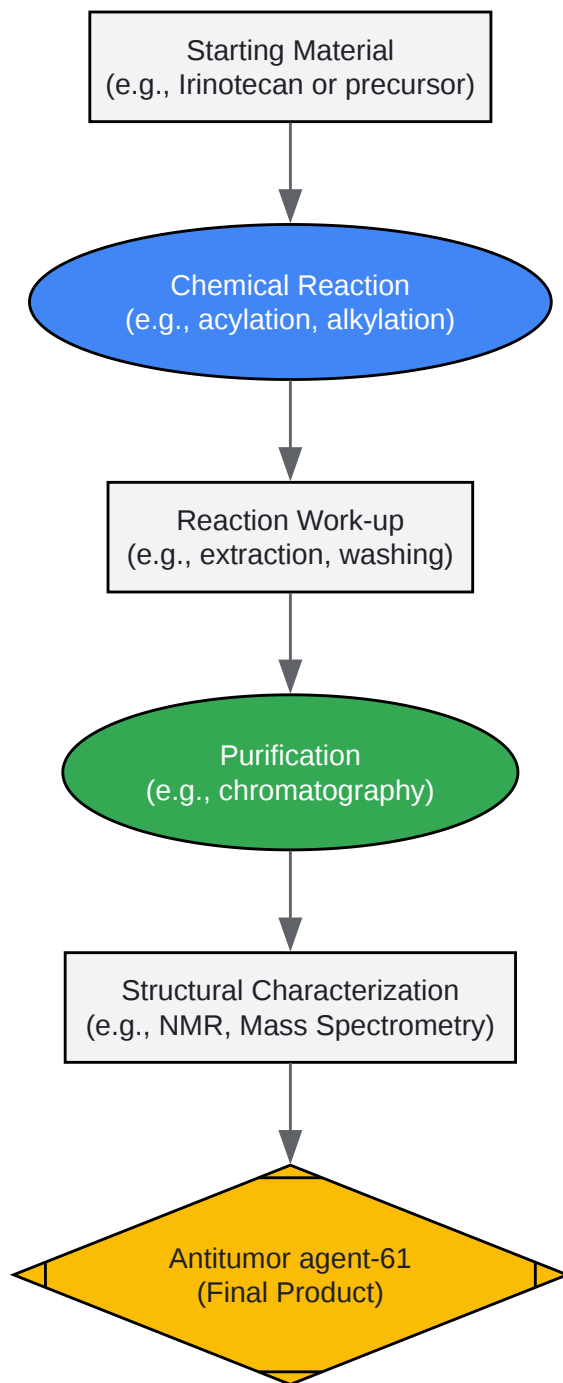 Starting Material
(e.g., Irinotecan or precursor)
Chemical Reaction
(e.g., acylation, alkylation)
Reaction Work-up
(e.g., extraction, washing)
Purification
(e.g., chromatography)
Structural Characterization
(e.g., NMR, Mass Spectrometry)
Antitumor agent-61
(Final Product)